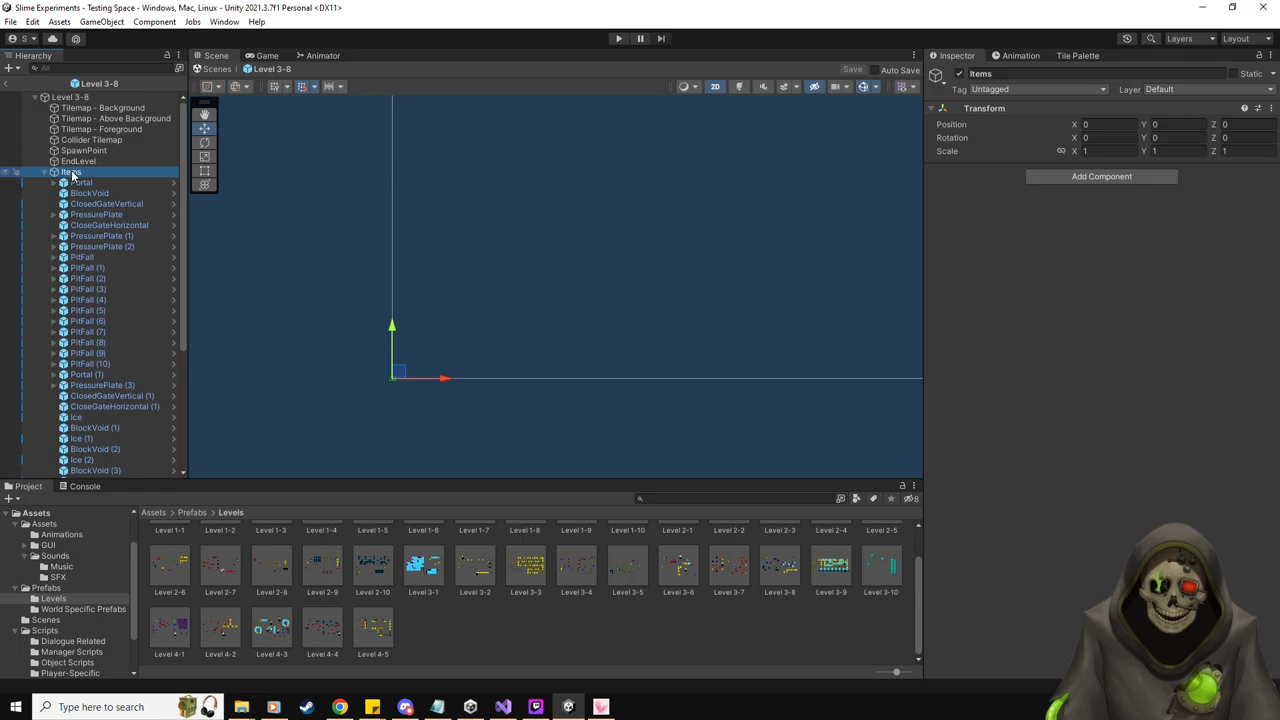 Slime Experiments - Testing Space - Windows, Mac, Linux - Unity 2021.3.7f1 Personal <DX11>
File Edit Assets GameObject Component Jobs Window Help
S Layers Layout
Hierarchy Scene Game Animator Inspector Animation Tile Palette
All Scenes Level 3-8 Save Auto Save Items Static
Level 3-8 2D Tag Untagged Layer Default
Level 3-8
Tilemap - Background Transform
Tilemap - Above Background Position X 0 Y 0 Z 0
Tilemap - Foreground Rotation X 0 Y 0 Z 0
Collider Tilemap Scale X 1 Y 1 Z 1
SpawnPoint
EndLevel
Items Add Component
Portal
BlockVoid
ClosedGateVertical
PressurePlate
CloseGateHorizontal
PressurePlate (1)
PressurePlate (2)
PitFall
PitFall (1)
PitFall (2)
PitFall (3)
PitFall (4)
PitFall (5)
PitFall (6)
PitFall (7)
PitFall (8)
PitFall (9)
PitFall (10)
Portal (1)
PressurePlate (3)
ClosedGateVertical (1)
CloseGateHorizontal (1)
Ice
BlockVoid (1)
Ice (1)
BlockVoid (2)
Ice (2)
BlockVoid (3)
Project Console
8
Assets
Assets
Animations
GUI
Sounds
Music
SFX
Prefabs
Levels
World Specific Prefabs
Scenes
Scripts
Dialogue Related
Manager Scripts
Object Scripts
Player-Specific
Assets > Prefabs > Levels
Level 1-1 Level 1-2 Level 1-3 Level 1-4 Level 1-5 Level 1-6 Level 1-7 Level 1-8 Level 1-9 Level 1-10 Level 2-1 Level 2-2 Level 2-3 Level 2-4 Level 2-5
Level 2-6 Level 2-7 Level 2-8 Level 2-9 Level 2-10 Level 3-1 Level 3-2 Level 3-3 Level 3-4 Level 3-5 Level 3-6 Level 3-7 Level 3-8 Level 3-9 Level 3-10
Level 4-1 Level 4-2 Level 4-3 Level 4-4 Level 4-5
Type here to search